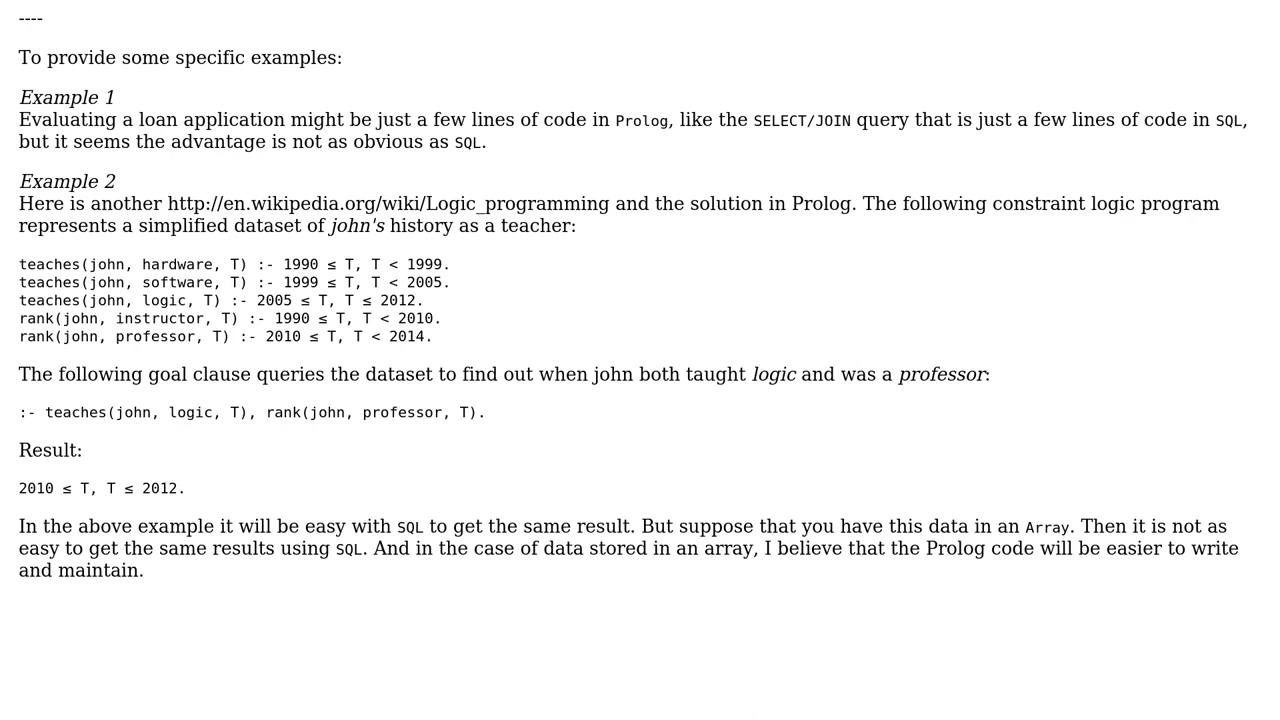 ----
To provide some specific examples:
Example 1
Evaluating a loan application might be just a few lines of code in Prolog, like the SELECT/JOIN query that is just a few lines of code in SQL,
but it seems the advantage is not as obvious as SQL.
Example 2
Here is another http://en.wikipedia.org/wiki/Logic_programming and the solution in Prolog. The following constraint logic program
represents a simplified dataset of john's history as a teacher:
teaches(john, hardware, T) :- 1990 ≤ T, T < 1999.
teaches(john, software, T) :- 1999 ≤ T, T < 2005.
teaches(john, logic, T) :- 2005 ≤ T, T ≤ 2012.
rank(john, instructor, T) :- 1990 ≤ T, T < 2010.
rank(john, professor, T) :- 2010 ≤ T, T < 2014.
The following goal clause queries the dataset to find out when john both taught logic and was a professor:
:- teaches(john, logic, T), rank(john, professor, T).
Result:
2010 ≤ T, T ≤ 2012.
In the above example it will be easy with SQL to get the same result. But suppose that you have this data in an Array. Then it is not as
easy to get the same results using SQL. And in the case of data stored in an array, I believe that the Prolog code will be easier to write
and maintain.